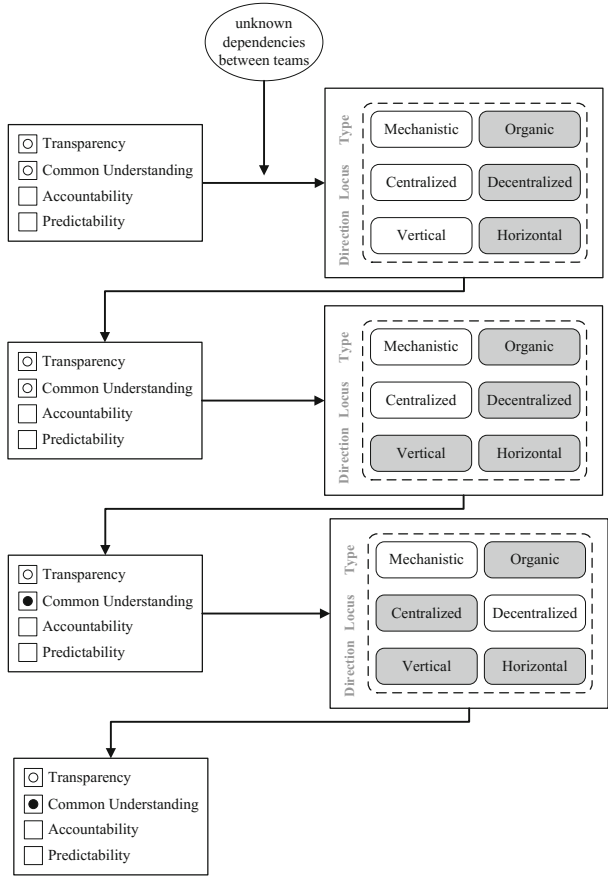 unknown
dependencies
between teams
Transparency
Common Understanding
Accountability
Predictability
Type
Mechanistic
Organic
Locus
Centralized
Decentralized
Direction
Vertical
Horizontal
Transparency
Common Understanding
Accountability
Predictability
Type
Mechanistic
Organic
Locus
Centralized
Decentralized
Direction
Vertical
Horizontal
Transparency
Common Understanding
Accountability
Predictability
Type
Mechanistic
Organic
Locus
Centralized
Decentralized
Direction
Vertical
Horizontal
Transparency
Common Understanding
Accountability
Predictability